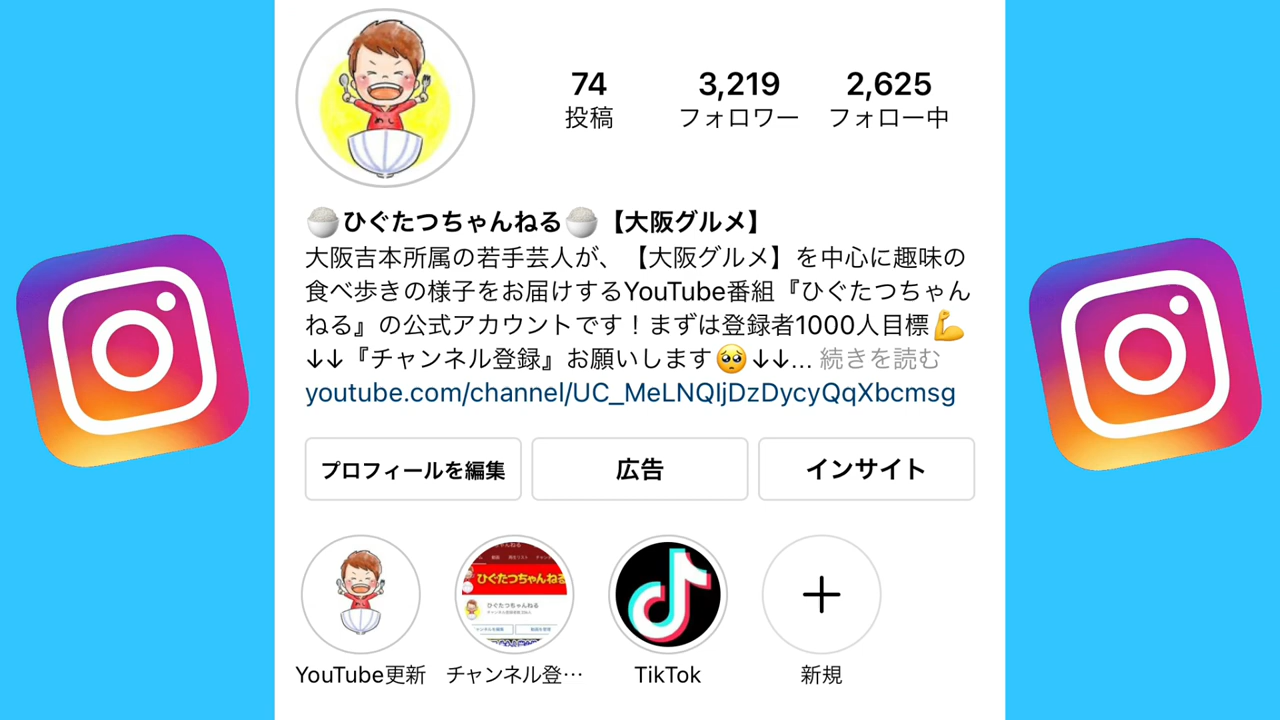 74 3,219 2,625
投稿 フォロワー フォロー中
🍚ひぐたつちゃんねる🍚【大阪グルメ】
大阪吉本所属の若手芸人が、【大阪グルメ】を中心に趣味の
食べ歩きの様子をお届けするYouTube番組『ひぐたつちゃん
ねる』の公式アカウントです！まずは登録者1000人目標💪
↓↓『チャンネル登録』お願いします🥺↓↓... 続きを読む
youtube.com/channel/UC_MeLNQIjDzDycyQqXbcmsg
プロフィールを編集 広告 インサイト
ひぐたつちゃんねる
ひぐたつちゃんねる
YouTube更新 チャンネル登… TikTok 新規